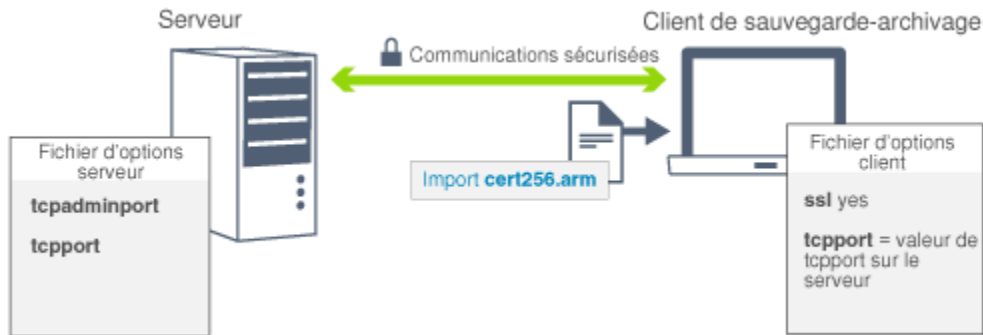 Serveur
Client de sauvegarde-archivage
Communications sécurisées
Fichier d'options
serveur
tcpadminport
tcpport
Import cert256.arm
Fichier d'options
client
ssl yes
tcpport = valeur de
tcpport sur le
serveur